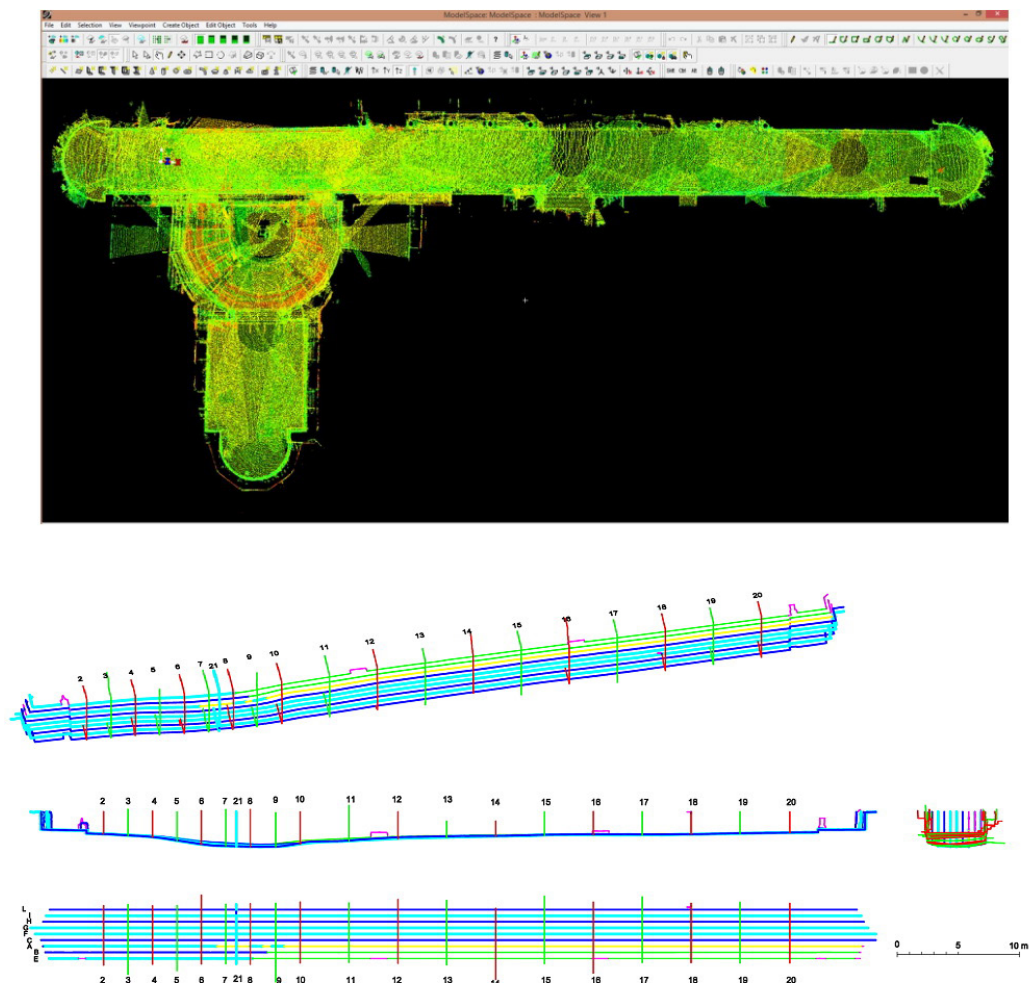 ModelSpace: ModelSpace : ModelSpace View 1
File Edit Selection View Viewpoint Create Object Edit Object Tools Help
2 3 4 5 6 7 21 8 9 10 11 12 13 14 15 16 17 18 19 20
2 3 4 5 6 7 21 8 9 10 11 12 13 14 15 16 17 18 19 20
L
I
H
G
F
C
A
B
E
0 5 10 m
2 3 4 5 6 7 21 8 9 10 11 12 13 14 15 16 17 18 19 20